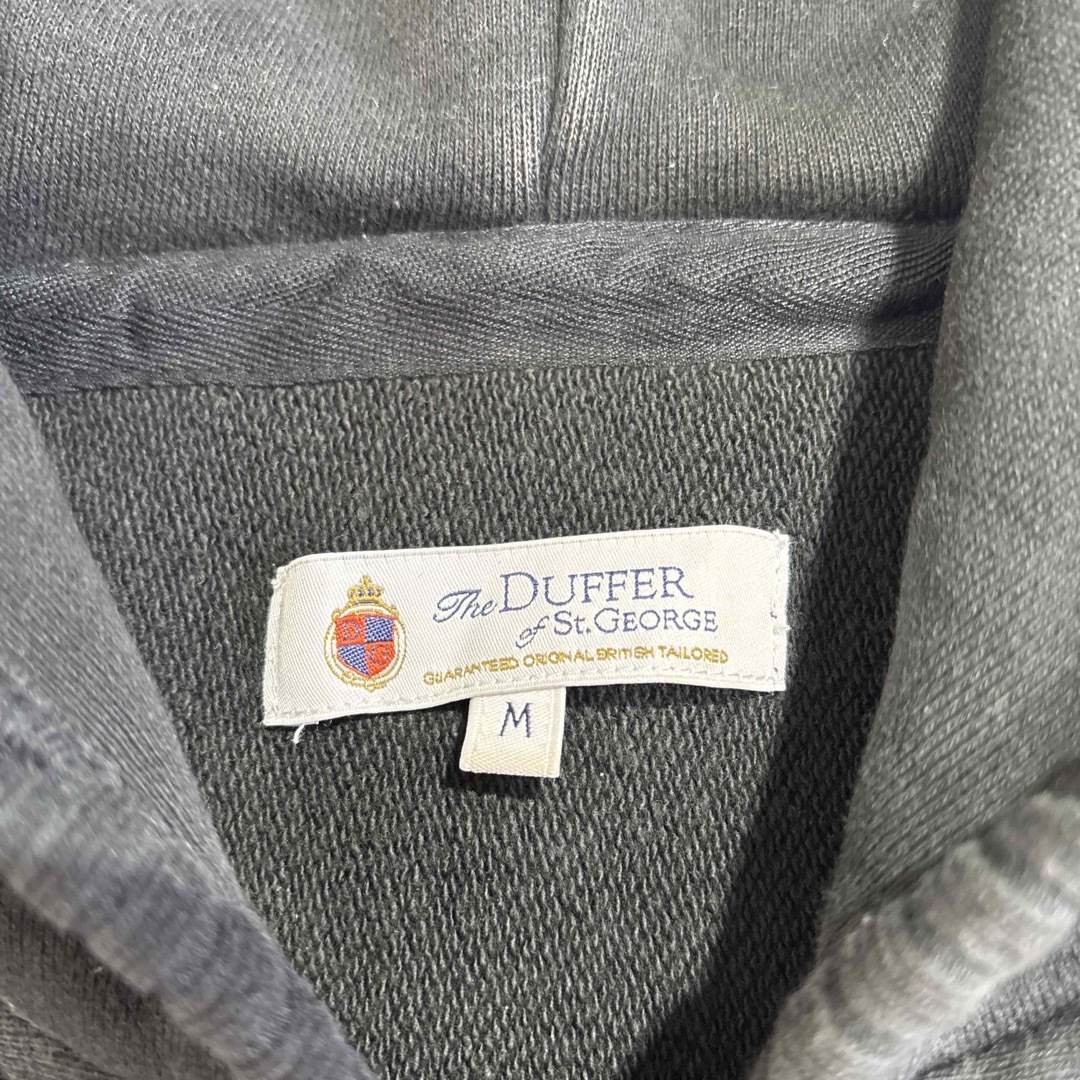 The DUFFER
of ST. GEORGE
GUARANTEED ORIGINAL BRITISH TAILORED
M